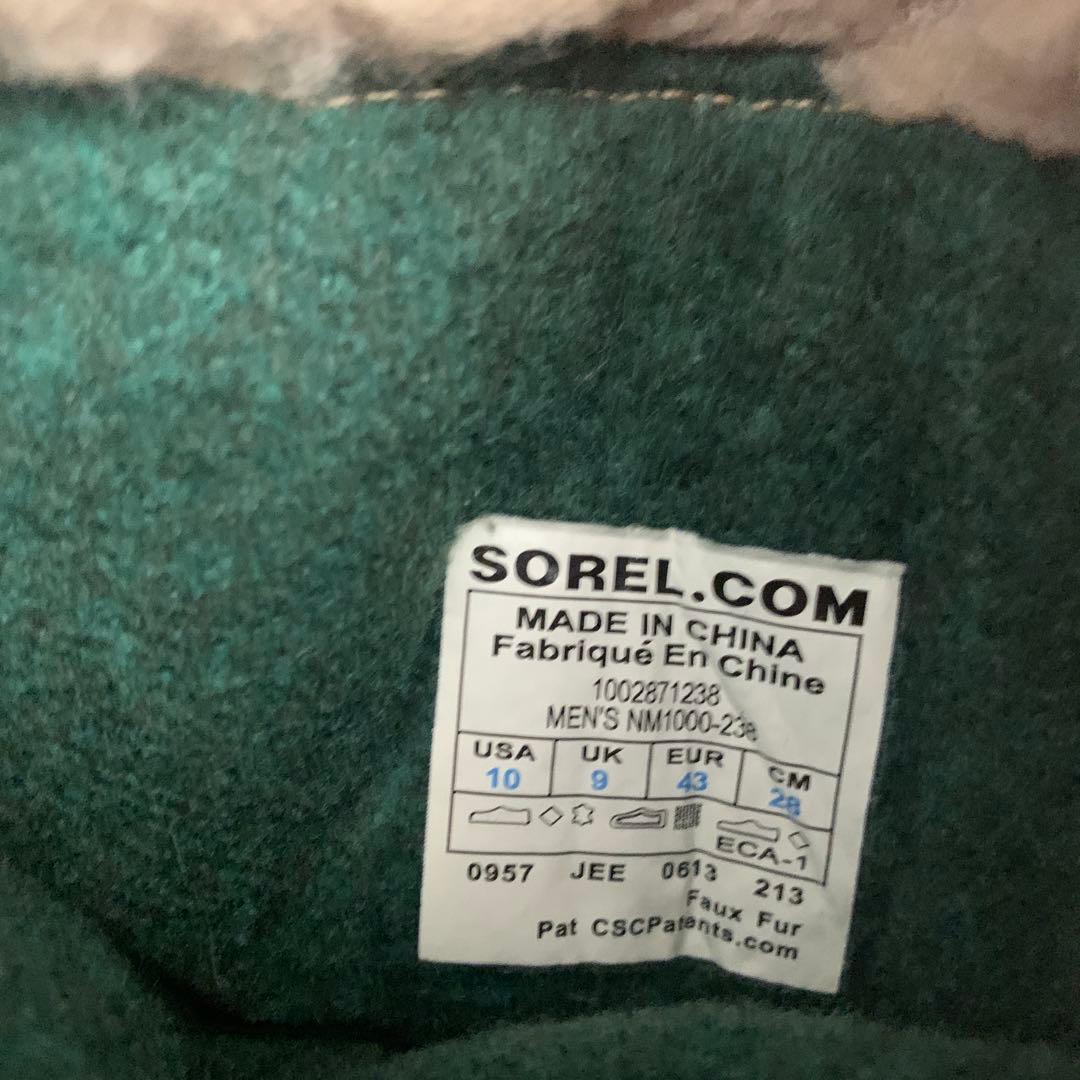 SOREL.COM
MADE IN CHINA
Fabriqué En Chine
1002871238
MEN'S NM1000-238
USA UK EUR CM
10 9 43 28
ECA-1
0957 JEE 0613 213
Faux Fur
Pat CSCPatents.com